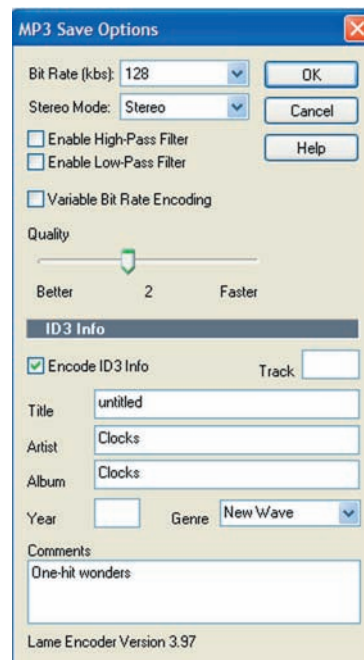 MP3 Save Options
Bit Rate (kbs): 128
OK
Stereo Mode: Stereo
Cancel
Enable High-Pass Filter
Help
Enable Low-Pass Filter
Variable Bit Rate Encoding
Quality
Better 2 Faster
ID3 Info
Encode ID3 Info Track
Title untitled
Artist Clocks
Album Clocks
Year Genre New Wave
Comments
One-hit wonders
Lame Encoder Version 3.97